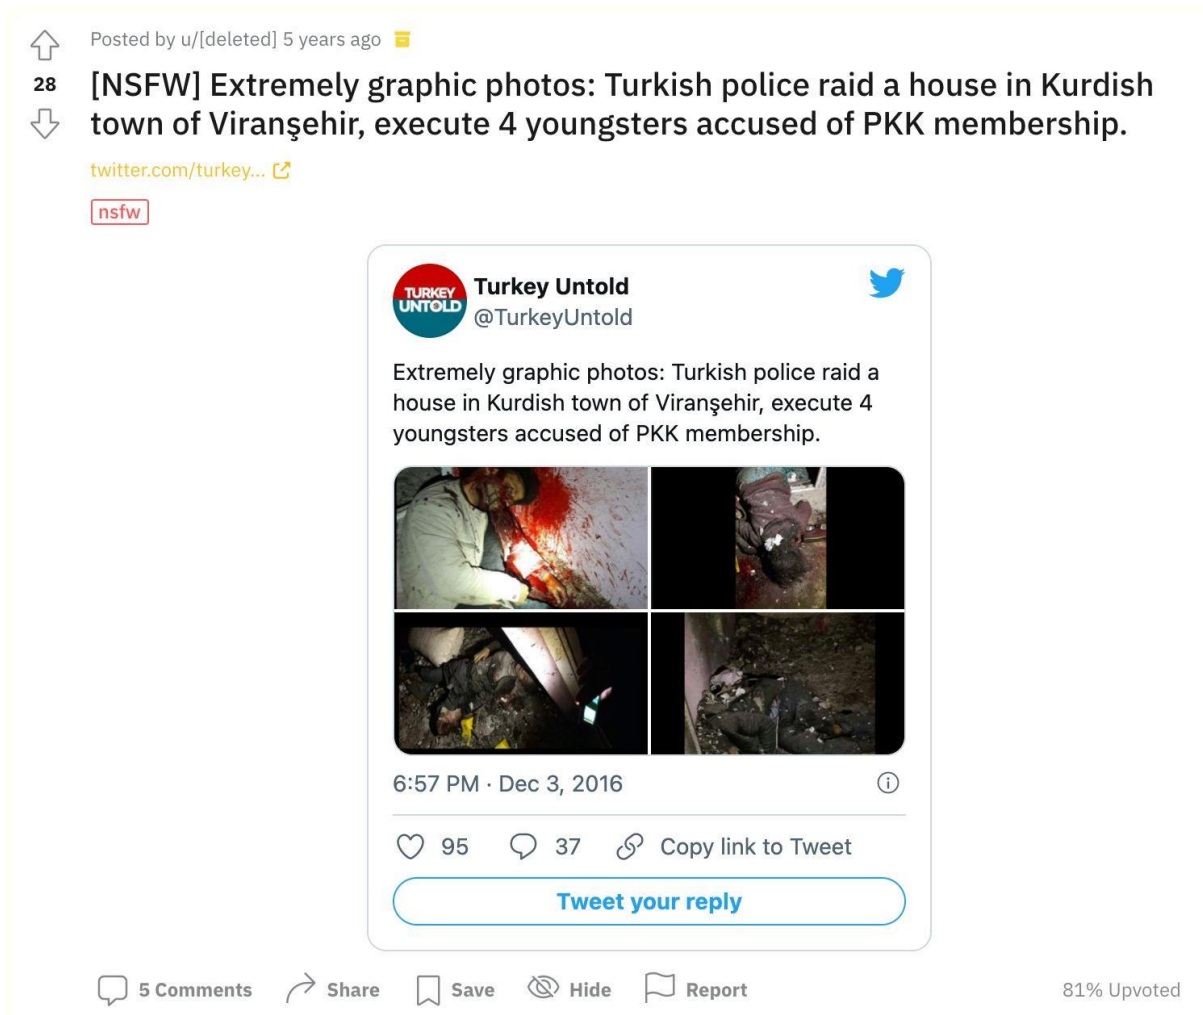 Posted by u/[deleted] 5 years ago
28
[NSFW] Extremely graphic photos: Turkish police raid a house in Kurdish
town of Viranşehir, execute 4 youngsters accused of PKK membership.
twitter.com/turkey...
nsfw
TURKEY
UNTOLD
Turkey Untold
@TurkeyUntold
Extremely graphic photos: Turkish police raid a
house in Kurdish town of Viranşehir, execute 4
youngsters accused of PKK membership.
6:57 PM · Dec 3, 2016
95 37 Copy link to Tweet
Tweet your reply
5 Comments Share Save Hide Report 81% Upvoted